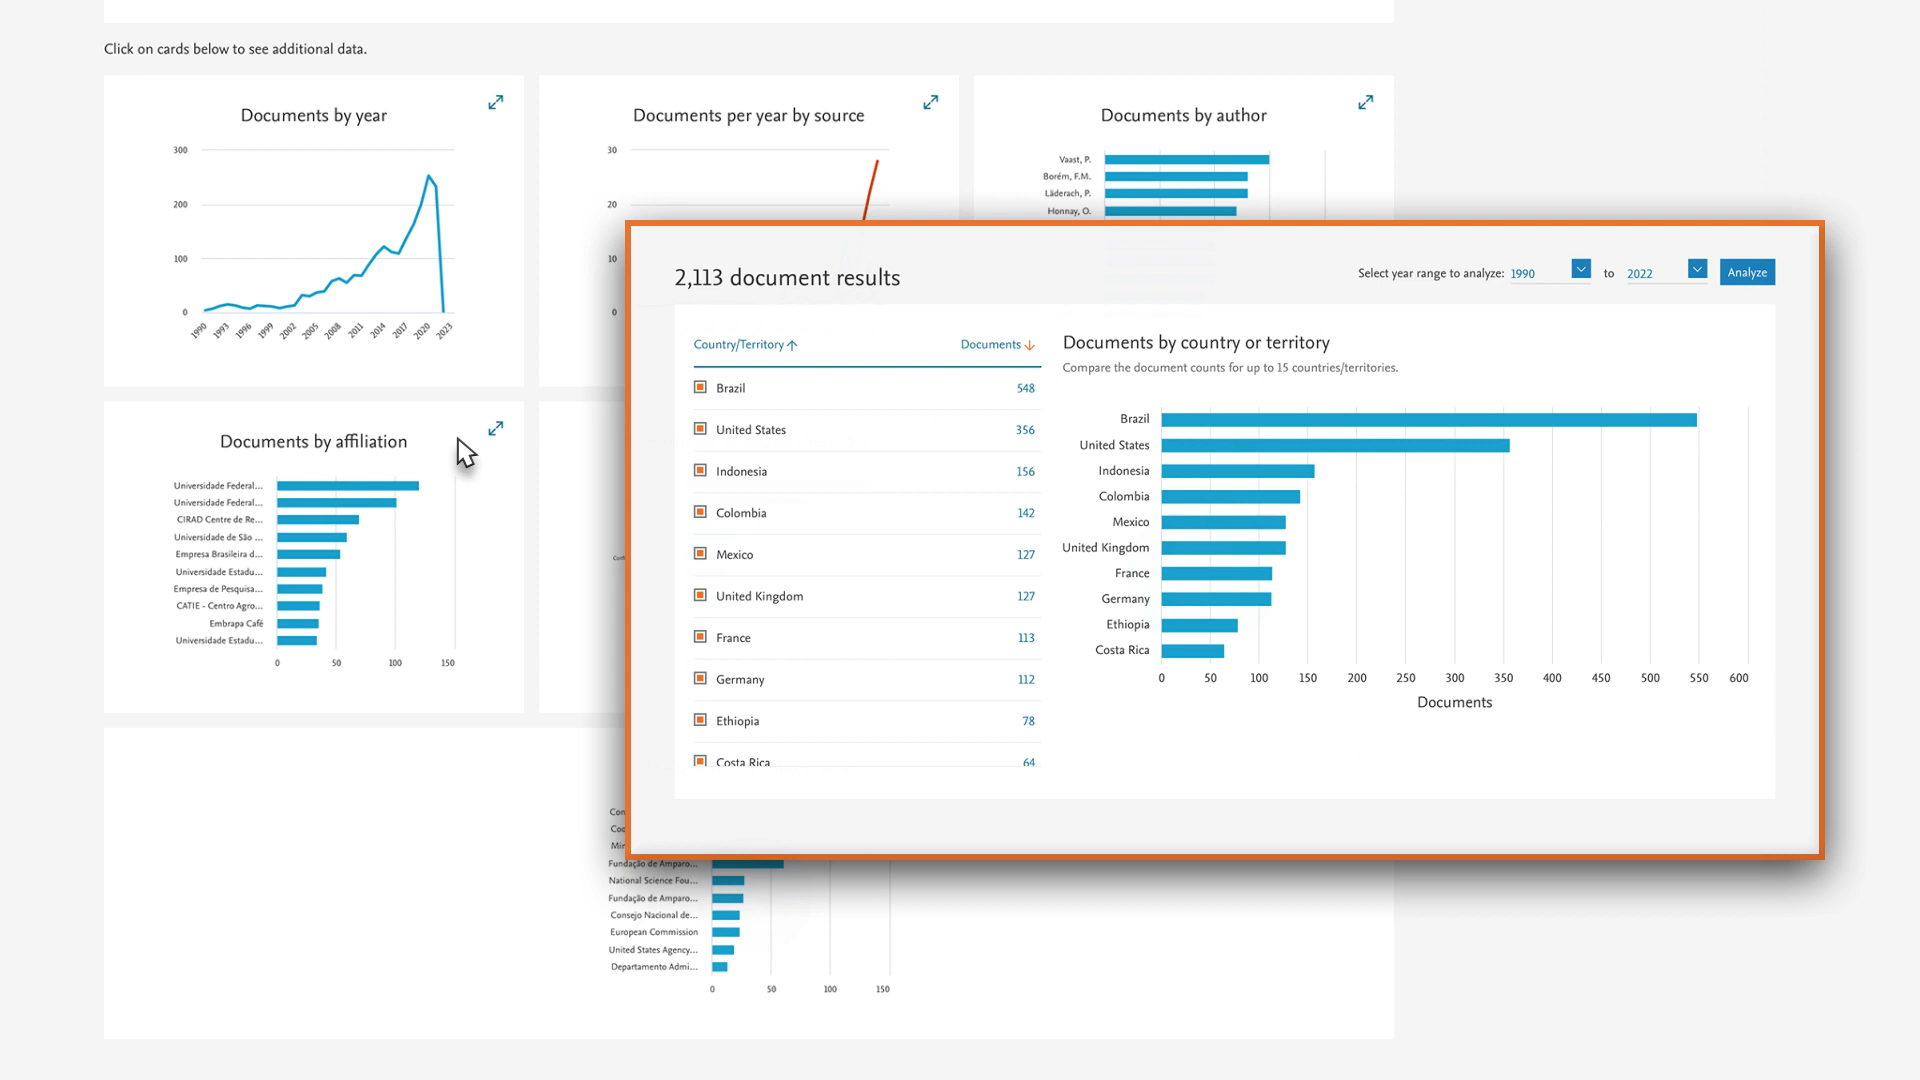 Click on cards below to see additional data.
Documents by year
300
200
100
0
1990
1993
1996
1999
2002
2005
2008
2011
2014
2017
2020
2023
Documents per year by source
30
20
10
0
Documents by author
Vaast, P.
Borém, F.M.
Läderach, P.
Honnay, O.
Documents by affiliation
Universidade Federal...
Universidade Federal...
CIRAD Centre de Re...
Universidade de São ...
Empresa Brasileira d...
Universidade Estadu...
Empresa de Pesquisa...
CATIE - Centro Agro...
Embrapa Café
Universidade Estadu...
0 50 100 150
2,113 document results
Select year range to analyze: 1990 to 2022 Analyze
Country/Territory Documents
Brazil 548
United States 356
Indonesia 156
Colombia 142
Mexico 127
United Kingdom 127
France 113
Germany 112
Ethiopia 78
Costa Rica 64
Documents by country or territory
Compare the document counts for up to 15 countries/territories.
Brazil
United States
Indonesia
Colombia
Mexico
United Kingdom
France
Germany
Ethiopia
Costa Rica
0 50 100 150 200 250 300 350 400 450 500 550 600
Documents
Fundação de Amparo...
National Science Fou...
Fundação de Amparo...
Consejo Nacional de...
European Commission
United States Agency...
Departamento Admi...
0 50 100 150